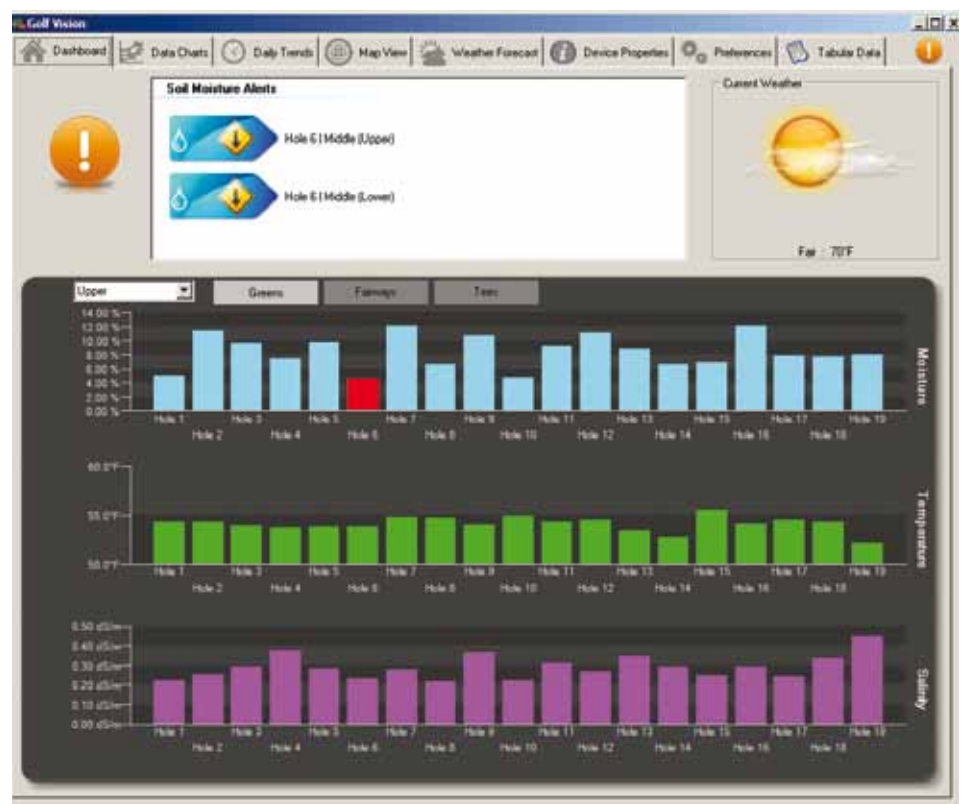 Golf Vision
Dashboard Data Charts Daily Trends Map View Weather Forecast Device Properties Preferences Tabular Data
Soil Moisture Alerts
Current Weather
Hole 6 | Middle (Upper)
Hole 6 | Middle (Lower)
Fair : 70°F
Upper Greens Fairways Tees
14.00 %
12.00 %
10.00 %
8.00 %
6.00 %
4.00 %
2.00 %
0.00 %
Moisture
Hole 1 Hole 3 Hole 5 Hole 7 Hole 9 Hole 11 Hole 13 Hole 15 Hole 17 Hole 19
Hole 2 Hole 4 Hole 6 Hole 8 Hole 10 Hole 12 Hole 14 Hole 16 Hole 18
60.0°F
55.0°F
50.0°F
Temperature
Hole 1 Hole 3 Hole 5 Hole 7 Hole 9 Hole 11 Hole 13 Hole 15 Hole 17 Hole 19
Hole 2 Hole 4 Hole 6 Hole 8 Hole 10 Hole 12 Hole 14 Hole 16 Hole 18
0.50 dS/m
0.40 dS/m
0.30 dS/m
0.20 dS/m
0.10 dS/m
0.00 dS/m
Salinity
Hole 1 Hole 3 Hole 5 Hole 7 Hole 9 Hole 11 Hole 13 Hole 15 Hole 17 Hole 19
Hole 2 Hole 4 Hole 6 Hole 8 Hole 10 Hole 12 Hole 14 Hole 16 Hole 18